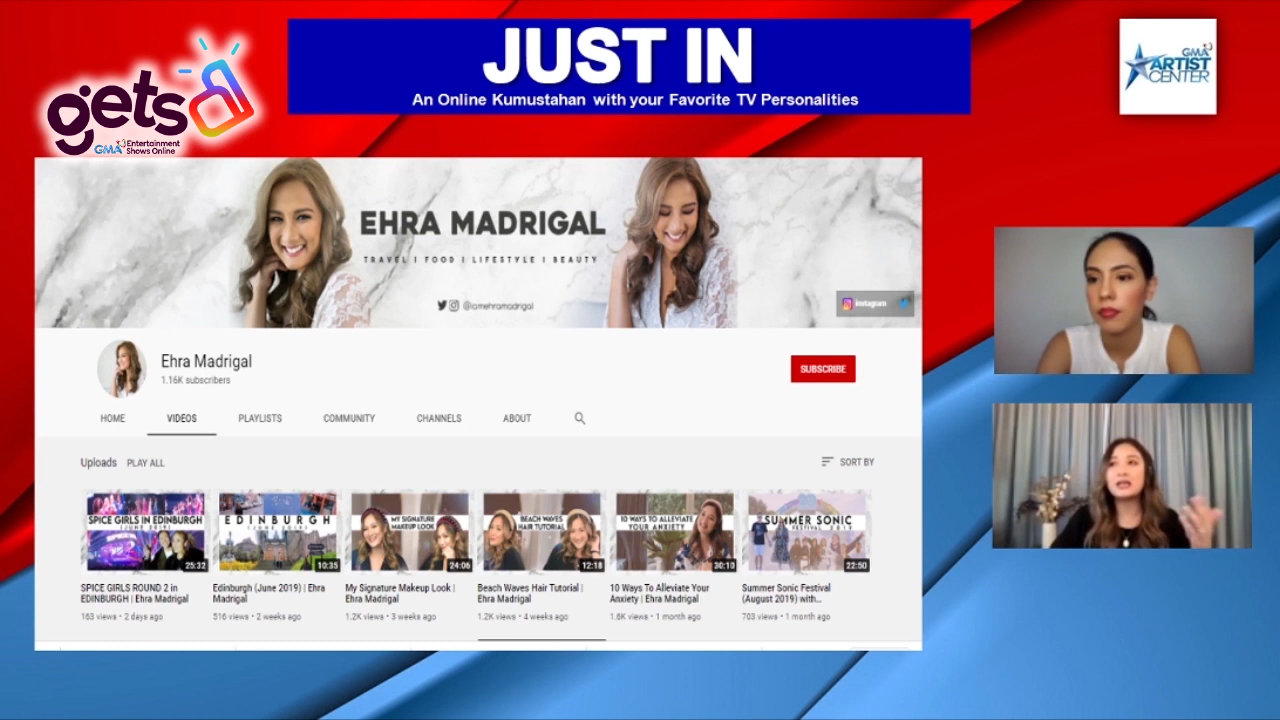 JUST IN
An Online Kumustahan with your Favorite TV Personalities
gets
GMA Entertainment
Shows Online
GMA
ARTIST
CENTER
EHRA MADRIGAL
TRAVEL | FOOD | LIFESTYLE | BEAUTY
@iamehramadrigal
instagram
Ehra Madrigal
1.16K subscribers
SUBSCRIBE
HOME VIDEOS PLAYLISTS COMMUNITY CHANNELS ABOUT
Uploads PLAY ALL
SORT BY
SPICE GIRLS IN EDINBURGH
(JUNE 2019)
25:32
EDINBURGH
(JUNE 2019)
10:35
MY SIGNATURE
MAKEUP LOOK
24:06
BEACH WAVES
HAIR TUTORIAL
12:18
10 WAYS TO ALLEVIATE
YOUR ANXIETY
30:10
SUMMER SONIC
FESTIVAL 2019
22:50
SPICE GIRLS ROUND 2 in
EDINBURGH | Ehra Madrigal
163 views • 2 days ago
Edinburgh (June 2019) | Ehra
Madrigal
516 views • 2 weeks ago
My Signature Makeup Look |
Ehra Madrigal
1.2K views • 3 weeks ago
Beach Waves Hair Tutorial |
Ehra Madrigal
1.2K views • 4 weeks ago
10 Ways To Alleviate Your
Anxiety | Ehra Madrigal
1.6K views • 1 month ago
Summer Sonic Festival
(August 2019) with...
703 views • 1 month ago